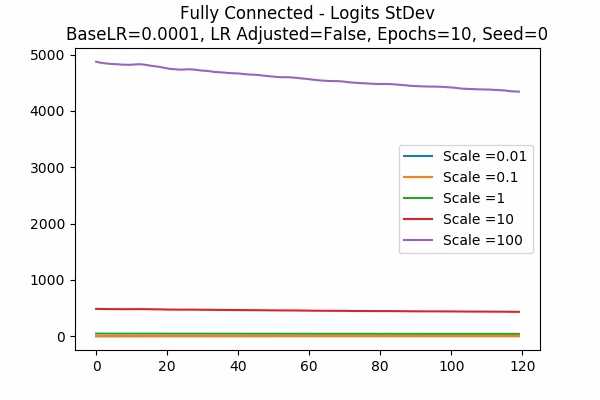 Fully Connected - Logits StDev
BaseLR=0.0001, LR Adjusted=False, Epochs=10, Seed=0
5000
4000
3000
2000
1000
0
Scale =0.01
Scale =0.1
Scale =1
Scale =10
Scale =100
0 20 40 60 80 100 120